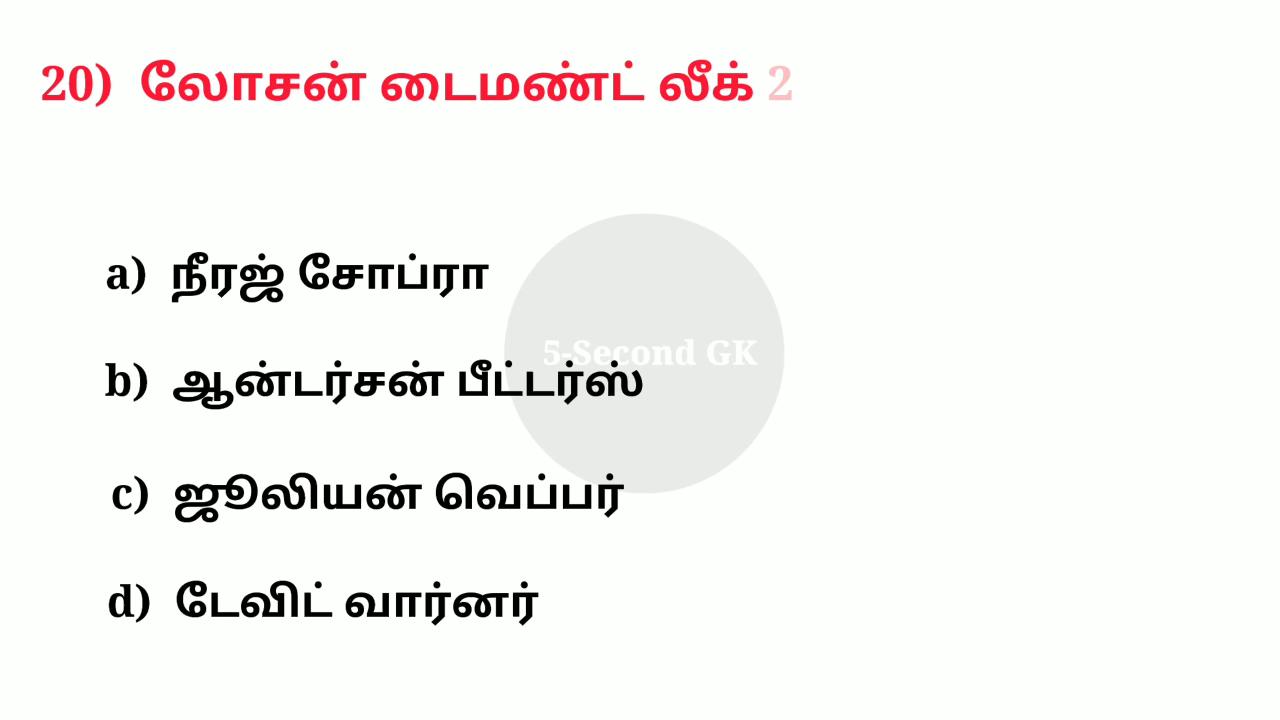 20) லோசன் டைமண்ட் லீக் 2
a) நீரஜ் சோப்ரா
5-Second GK
b) ஆன்டர்சன் பீட்டர்ஸ்
c) ஜூலியன் வெப்பர்
d) டேவிட் வார்னர்